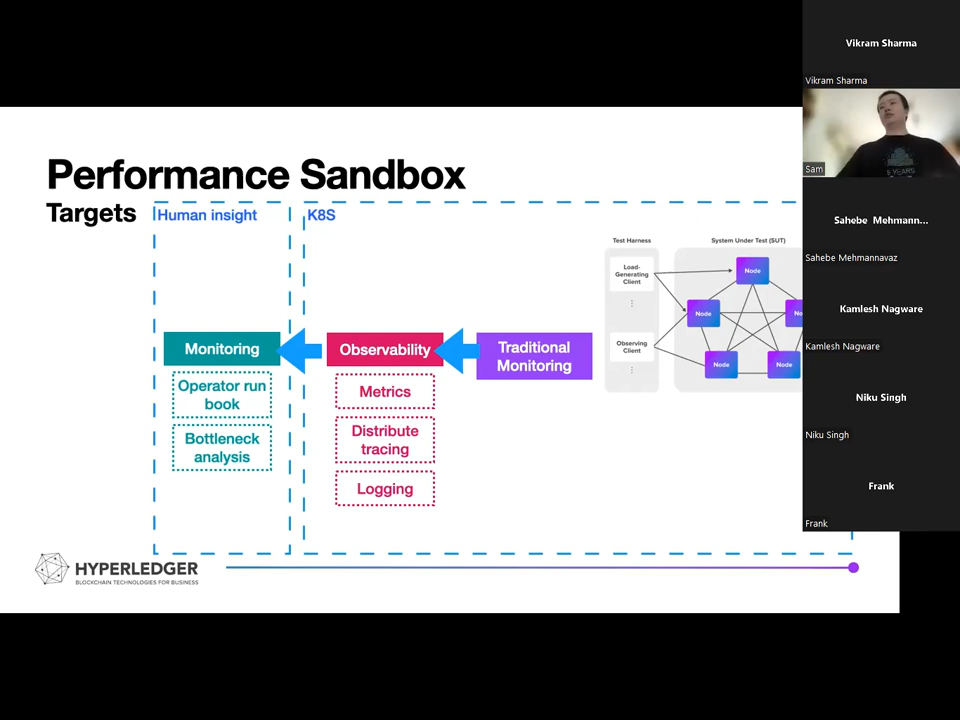 Performance Sandbox
Targets
Human insight
K8S
Test Harness
System Under Test (SUT)
Load-
Generating
Client
Observing
Client
Node
Node
No
Node
Node
Monitoring
Operator run
book
Bottleneck
analysis
Observability
Metrics
Distribute
tracing
Logging
Traditional
Monitoring
HYPERLEDGER
BLOCKCHAIN TECHNOLOGIES FOR BUSINESS
Vikram Sharma
Vikram Sharma
5 YEARS
Sam
Sahebe Mehmann...
Sahebe Mehmannavaz
Kamlesh Nagware
Kamlesh Nagware
Niku Singh
Niku Singh
Frank
Frank